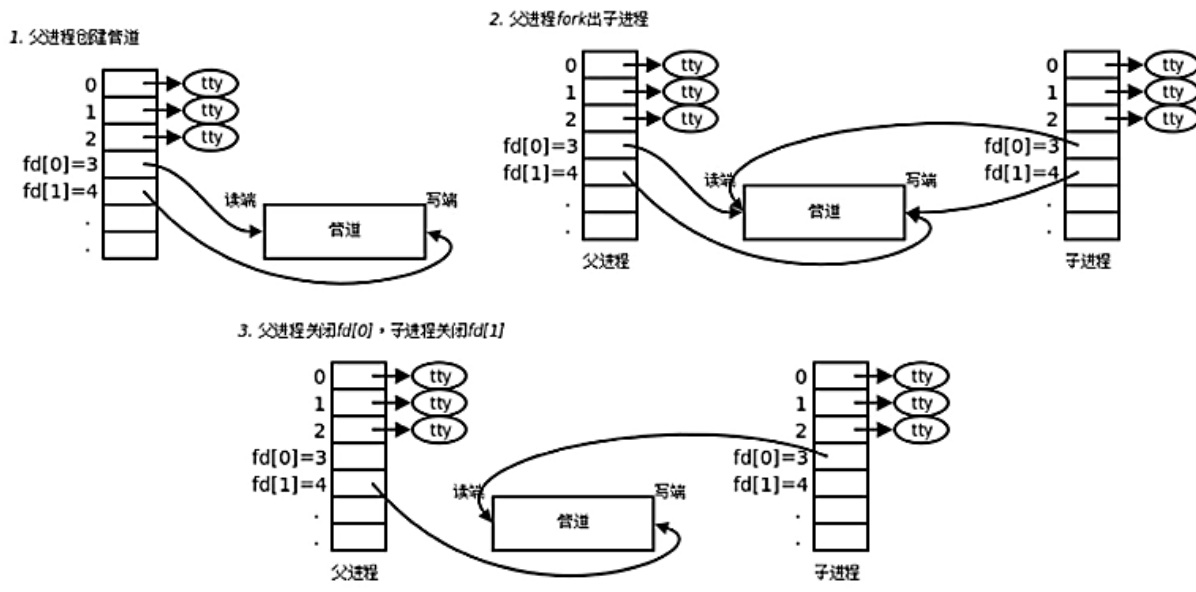 1. 父进程创建管道
0 tty
1 tty
2 tty
fd[0]=3
fd[1]=4
.
.
读端 写端
管道
2. 父进程fork出子进程
0 tty
1 tty
2 tty
fd[0]=3
fd[1]=4
.
.
父进程
读端 写端
管道
0 tty
1 tty
2 tty
fd[0]=3
fd[1]=4
.
.
子进程
3. 父进程关闭fd[0]，子进程关闭fd[1]
0 tty
1 tty
2 tty
fd[0]=3
fd[1]=4
.
.
父进程
读端 写端
管道
0 tty
1 tty
2 tty
fd[0]=3
fd[1]=4
.
.
子进程